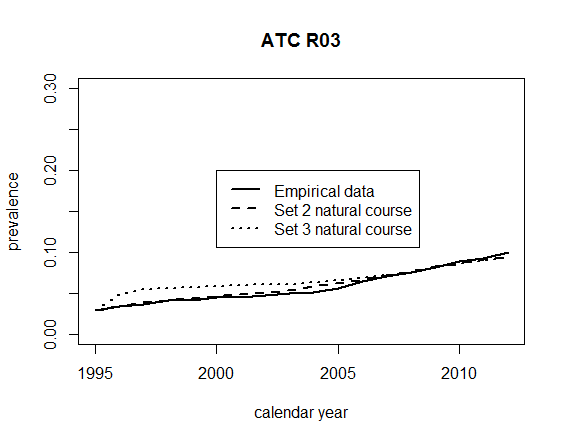 ATC R03
0.30
0.20
0.10
0.00
prevalence
Empirical data
Set 2 natural course
Set 3 natural course
1995
2000
2005
2010
calendar year